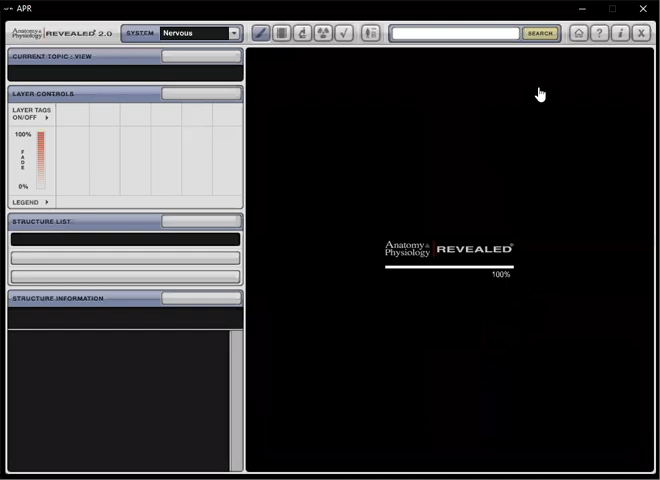 APR
Anatomy & Physiology | REVEALED® 2.0
SYSTEM
Nervous
SEARCH
?
i
X
CURRENT TOPIC : VIEW
LAYER CONTROLS
LAYER TAGS
ON/OFF
100%
FADE
0%
LEGEND
STRUCTURE LIST
STRUCTURE INFORMATION
Anatomy &
Physiology | REVEALED®
100%